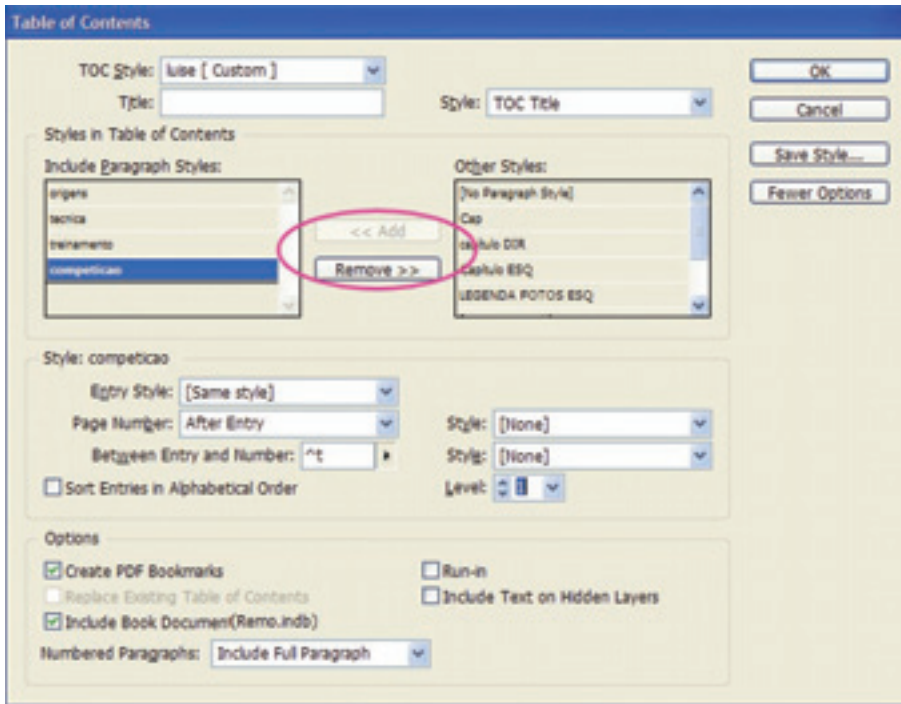 Table of Contents
TOC Style: luise [ Custom ]
OK
Title:
Style: TOC Title
Cancel
Styles in Table of Contents
Save Style...
Include Paragraph Styles:
Other Styles:
Fewer Options
origens
[No Paragraph Style]
tecnica
<< Add
Cap
treinamento
capitulo DIR
competicao
Remove >>
Capitulo ESQ
LEGENDA FOTOS ESQ
Style: competicao
Entry Style: [Same style]
Page Number: After Entry
Style: [None]
Between Entry and Number: ^t
Style: [None]
Sort Entries in Alphabetical Order
Level: 1
Options
Create PDF Bookmarks
Run-in
Replace Existing Table of Contents
Include Text on Hidden Layers
Include Book Document(Remo.indb)
Numbered Paragraphs: Include Full Paragraph